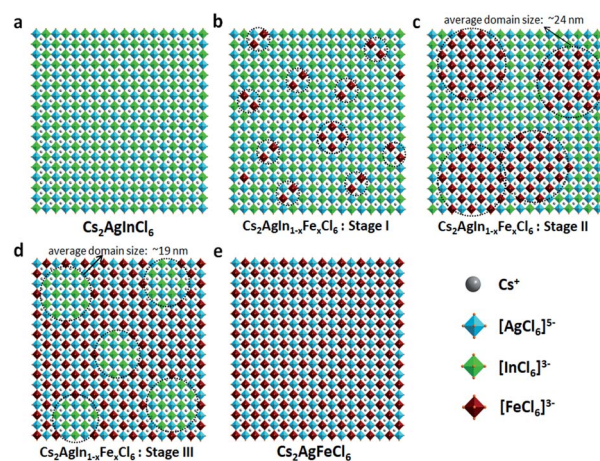 a
b
c
average domain size: ~24 nm
Cs₂AgInCl₆
Cs₂AgIn₁₋ₓFeₓCl₆ : Stage I
Cs₂AgIn₁₋ₓFeₓCl₆ : Stage II
d
average domain size: ~19 nm
e
Cs⁺
[AgCl₆]⁵⁻
[InCl₆]³⁻
[FeCl₆]³⁻
Cs₂AgIn₁₋ₓFeₓCl₆ : Stage III
Cs₂AgFeCl₆